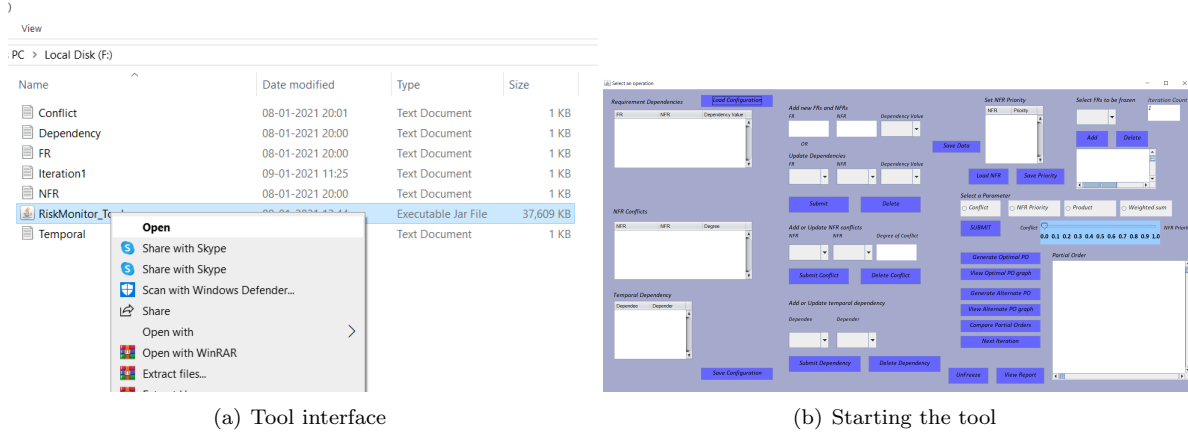 )
View
PC > Local Disk (F:)
Name Date modified Type Size
Conflict 08-01-2021 20:01 Text Document 1 KB
Dependency 08-01-2021 20:00 Text Document 1 KB
FR 08-01-2021 20:00 Text Document 1 KB
Iteration1 09-01-2021 11:25 Text Document 1 KB
NFR 08-01-2021 20:00 Text Document 1 KB
Executable Jar File 37,609 KB
Temporal Text Document 1 KB
Open
Share with Skype
Share with Skype
Scan with Windows Defender...
Share
Open with
Open with WinRAR
Extract files...
(a) Tool interface
Select an operation
Requirement Dependencies Load Configuration
FR NFR Dependency Value
NFR Conflicts
NFR NFR Degree
Temporal Dependency
Dependee Depender
Save Configuration
Add new FRs and NFRs
FR NFR Dependency Value
OR
Update Dependencies
FR NFR Dependency Value
Submit Delete
Add or Update NFR conflicts
NFR NFR Degree of Conflict
Submit Conflict Delete Conflict
Add or Update temporal dependency
Dependee Depender
Submit Dependency Delete Dependency
Save Data
Set NFR Priority
NFR Priority
Load NFR Save Priority
Select FRs to be frozen Iteration Count
2
Add Delete
Select a Parameter
Conflict NFR Priority Product Weighted sum
SUBMIT Conflict 0.0 0.1 0.2 0.3 0.4 0.5 0.6 0.7 0.8 0.9 1.0
Generate Optimal PO
View Optimal PO graph
Generate Alternate PO
View Alternate PO graph
Compare Partial Orders
Next Iteration
Partial Order
UnFreeze View Report
(b) Starting the tool